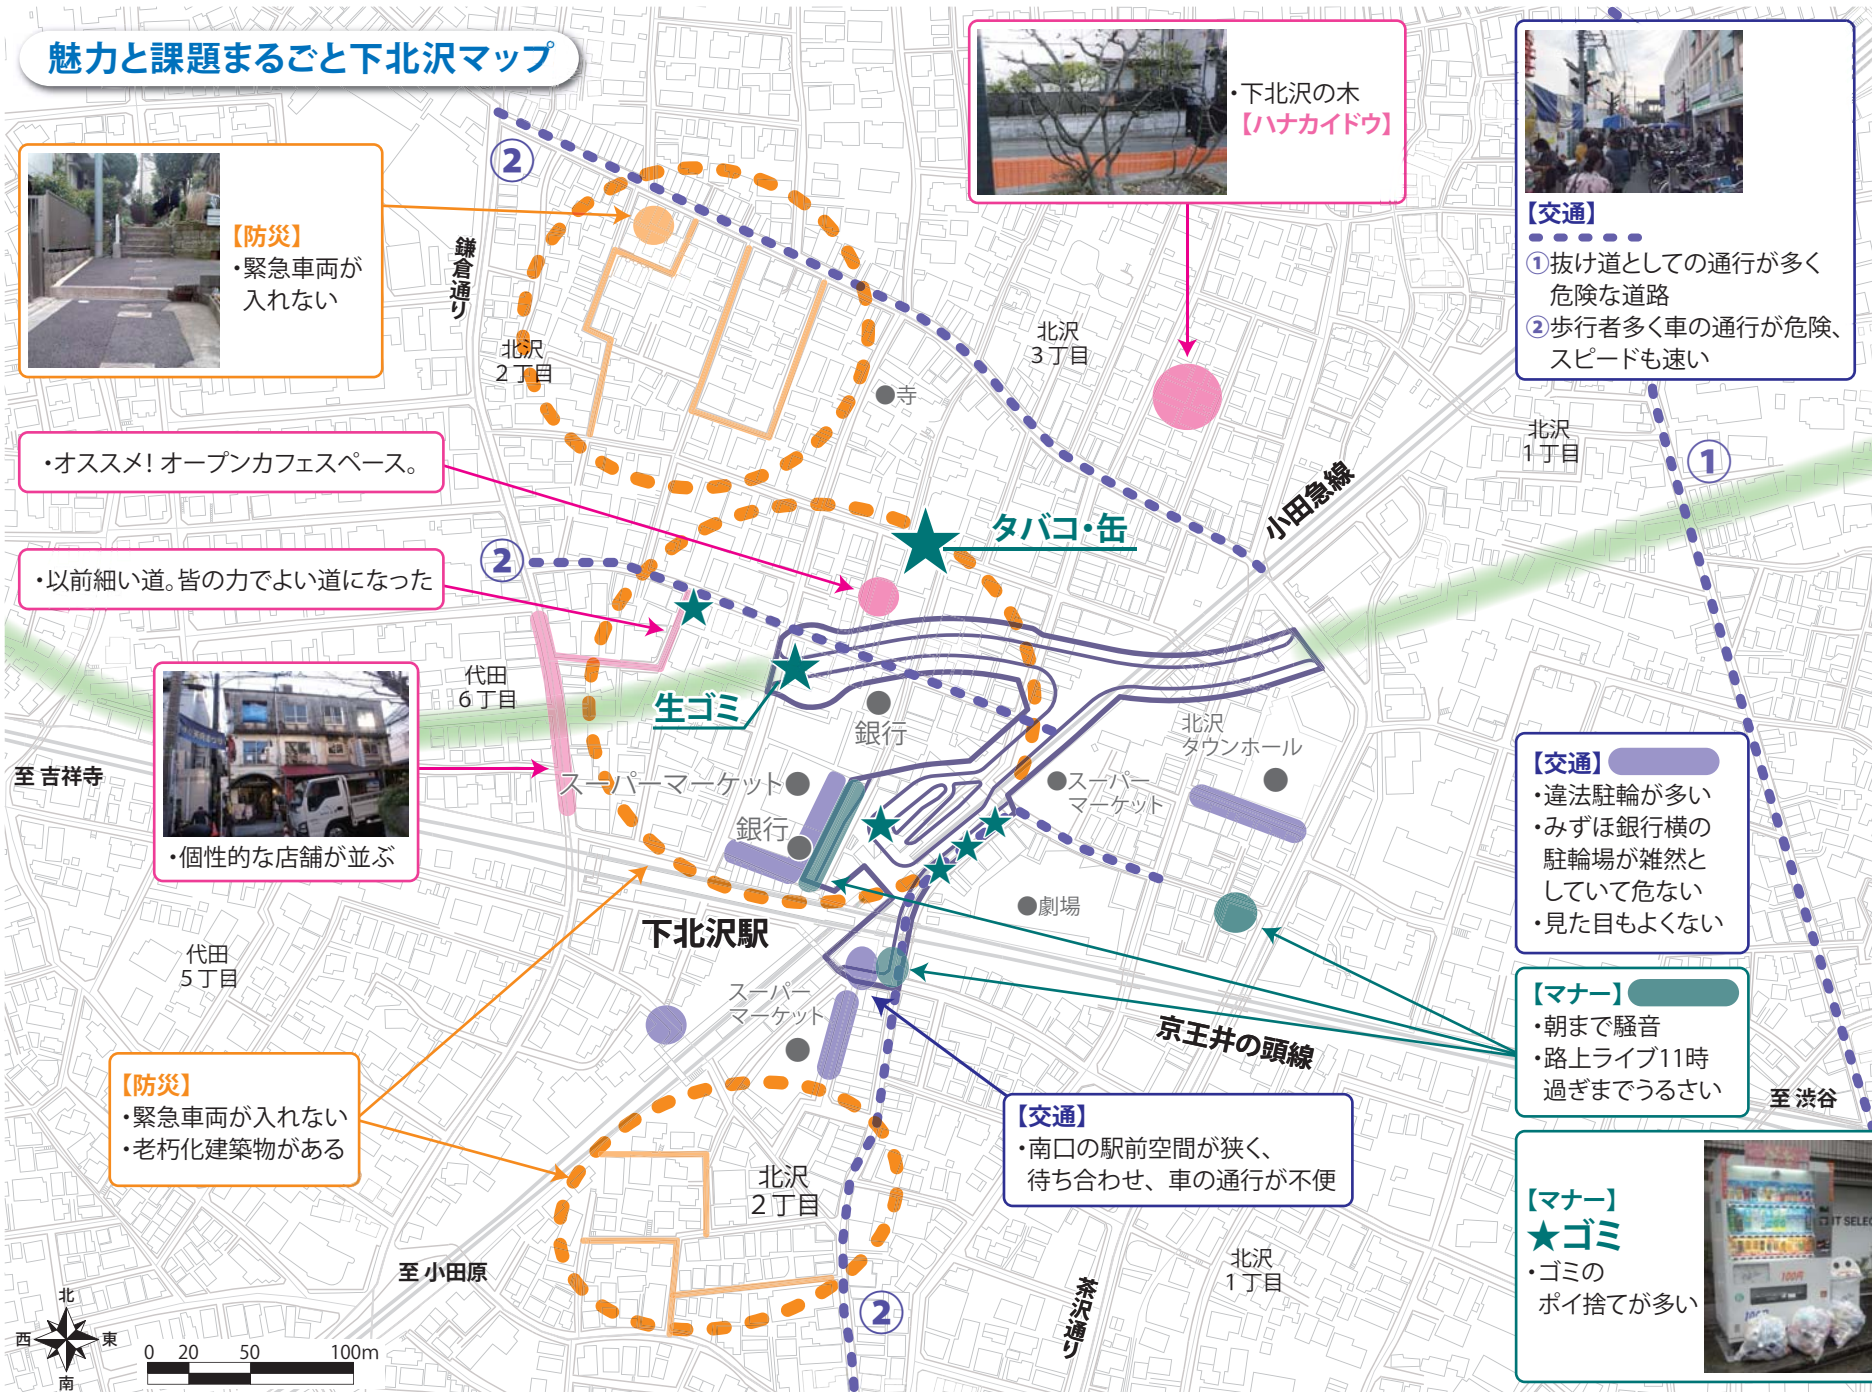 魅力と課題まるごと下北沢マップ
【防災】
・緊急車両が
入れない
②
鎌倉通り
北沢
2丁目
・下北沢の木
【ハナカイドウ】
【交通】
①抜け道としての通行が多く
危険な道路
②歩行者多く車の通行が危険、
スピードも速い
北沢
3丁目
寺
北沢
1丁目
①
小田急線
・オススメ！オープンカフェスペース。
タバコ・缶
②
・以前細い道。皆の力でよい道になった
代田
6丁目
生ゴミ
銀行
北沢
タウンホール
至 吉祥寺
・個性的な店舗が並ぶ
スーパーマーケット
銀行
スーパー
マーケット
【交通】
・違法駐輪が多い
・みずほ銀行横の
駐輪場が雑然と
していて危ない
・見た目もよくない
劇場
下北沢駅
代田
5丁目
スーパー
マーケット
京王井の頭線
【マナー】
・朝まで騒音
・路上ライブ11時
過ぎまでうるさい
至 渋谷
【防災】
・緊急車両が入れない
・老朽化建築物がある
【交通】
・南口の駅前空間が狭く、
待ち合わせ、車の通行が不便
北沢
2丁目
【マナー】
★ゴミ
・ゴミの
ポイ捨てが多い
IT SELEC
100円
至 小田原
北沢
1丁目
茶沢通り
②
北
西 東
南
0 20 50 100m